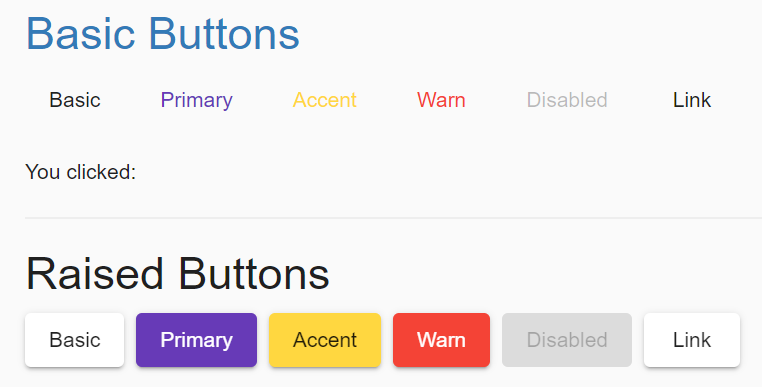 Basic Buttons
Basic Primary Accent Warn Disabled Link
You clicked:
Raised Buttons
Basic Primary Accent Warn Disabled Link